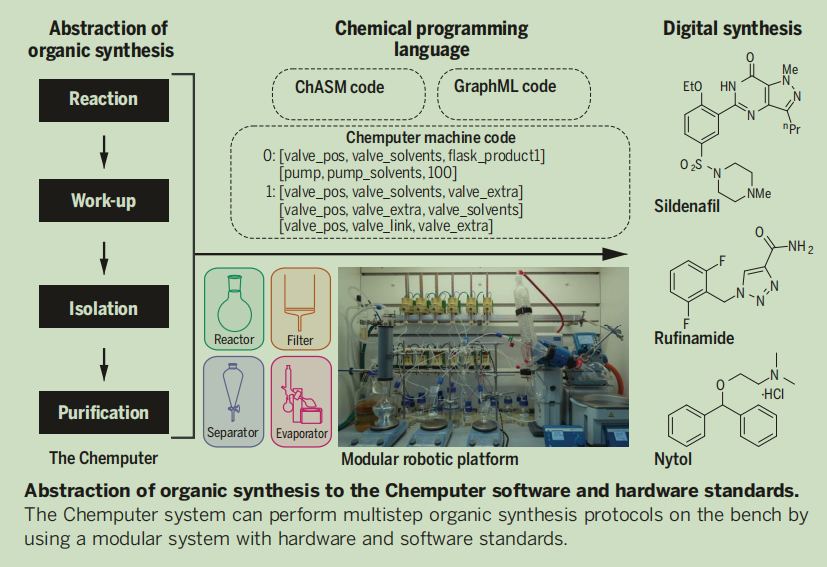 Abstraction of
organic synthesis
Reaction
Work-up
Isolation
Purification
The Chemputer
Chemical programming
language
ChASM code
GraphML code
Chemputer machine code
0: [valve_pos, valve_solvents, flask_product1]
[pump, pump_solvents, 100]
1: [valve_pos, valve_solvents, valve_extra]
[valve_pos, valve_extra, valve_solvents]
[valve_pos, valve_link, valve_extra]
Reactor
Filter
Separator
Evaporator
Modular robotic platform
Digital synthesis
O
Me
EtO
HN
N
N
N
nPr
O2S
N
NMe
Sildenafil
O
NH2
F
N
N
N
F
Rufinamide
N
O
·HCl
Nytol
Abstraction of organic synthesis to the Chemputer software and hardware standards.
The Chemputer system can perform multistep organic synthesis protocols on the bench by
using a modular system with hardware and software standards.